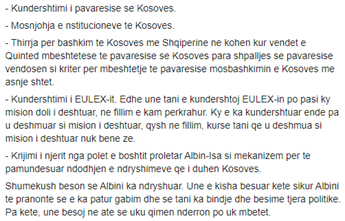 - Kundershtimi i pavaresise se Kosoves.
- Mosnjohja e nstitucioneve te Kosoves.
- Thirrja per bashkim te Kosoves me Shqiperine ne kohen kur vendet e
Quinted mbeshtetese te pavaresise se Kosovas para shpalljes se pavaresise
vendosen si kriter per mbeshtetje te pavaresise mosbashkimin e Kosoves me
asnje shtet.
- Kundershtimi i EULEX-it. Edhe une tani e kundershtoj EULEX-in po pasi ky
mision doli i deshtuar, ne fillim e kam perkrahur. Ky e ka kundershtuar ende pa
u deshmuar si mision i deshtuar, qysh ne fillim, kurse tani qe u deshmua si
mision i deshtuar nuk bene ze.
- Krijimi i njerit nga polet e boshtit proletar Albin-Isa si mekanizem per te
pamundesuar ndodhjen e ndryshimeve qe i duhen Kosoves.
Shumekush beson se Albini ka ndryshuar. Une e kisha besuar kete sikur Albini
te pranonte se e ka patur gabim dhe se tani ka bindje dhe besime tjera politike.
Pa kete, une besoj ne ate se uku qimen nderron po uk mbetet.